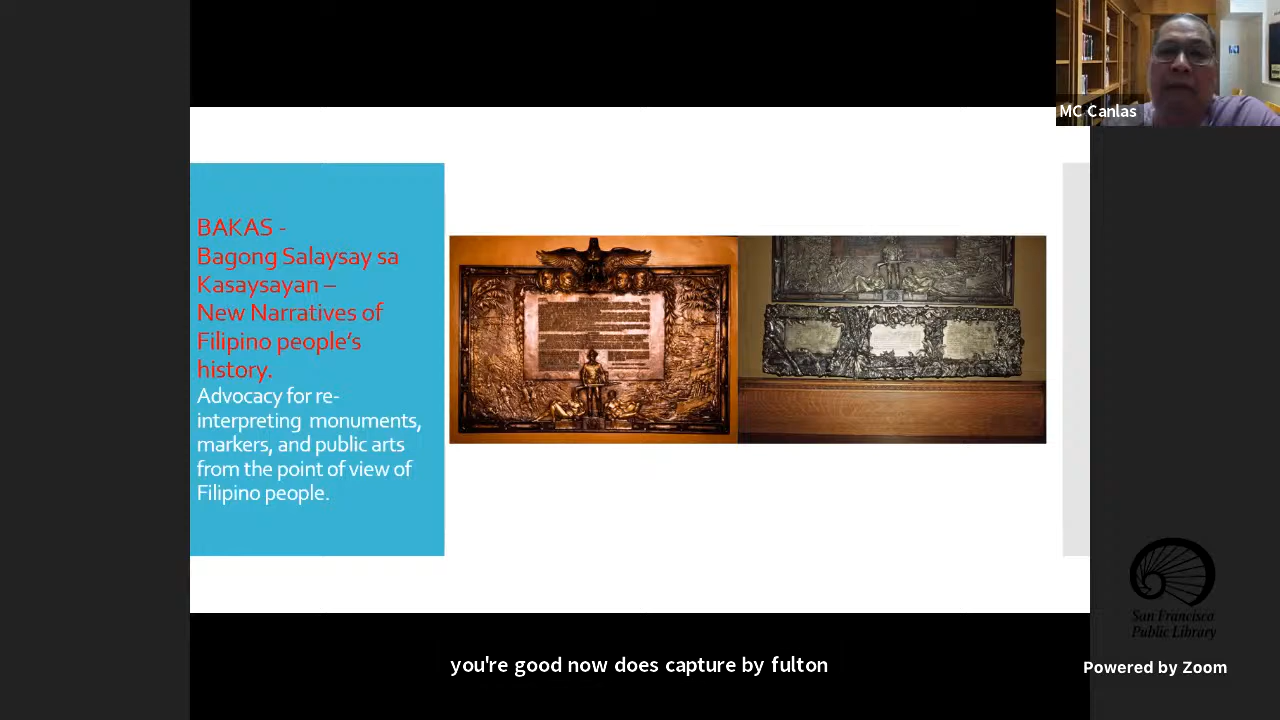 MC Canlas
BAKAS -
Bagong Salaysay sa
Kasaysayan –
New Narratives of
Filipino people's
history.
Advocacy for re-
interpreting monuments,
markers, and public arts
from the point of view of
Filipino people.
San Francisco
Public Library
you're good now does capture by fulton
Powered by Zoom